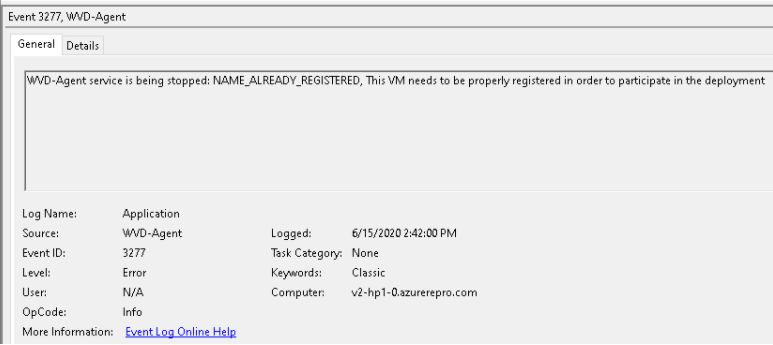 Event 3277, WVD-Agent
General Details
WVD-Agent service is being stopped: NAME_ALREADY_REGISTERED, This VM needs to be properly registered in order to participate in the deployment
Log Name: Application
Source: WVD-Agent Logged: 6/15/2020 2:42:00 PM
Event ID: 3277 Task Category: None
Level: Error Keywords: Classic
User: N/A Computer: v2-hp1-0.azurerepro.com
OpCode: Info
More Information: Event Log Online Help